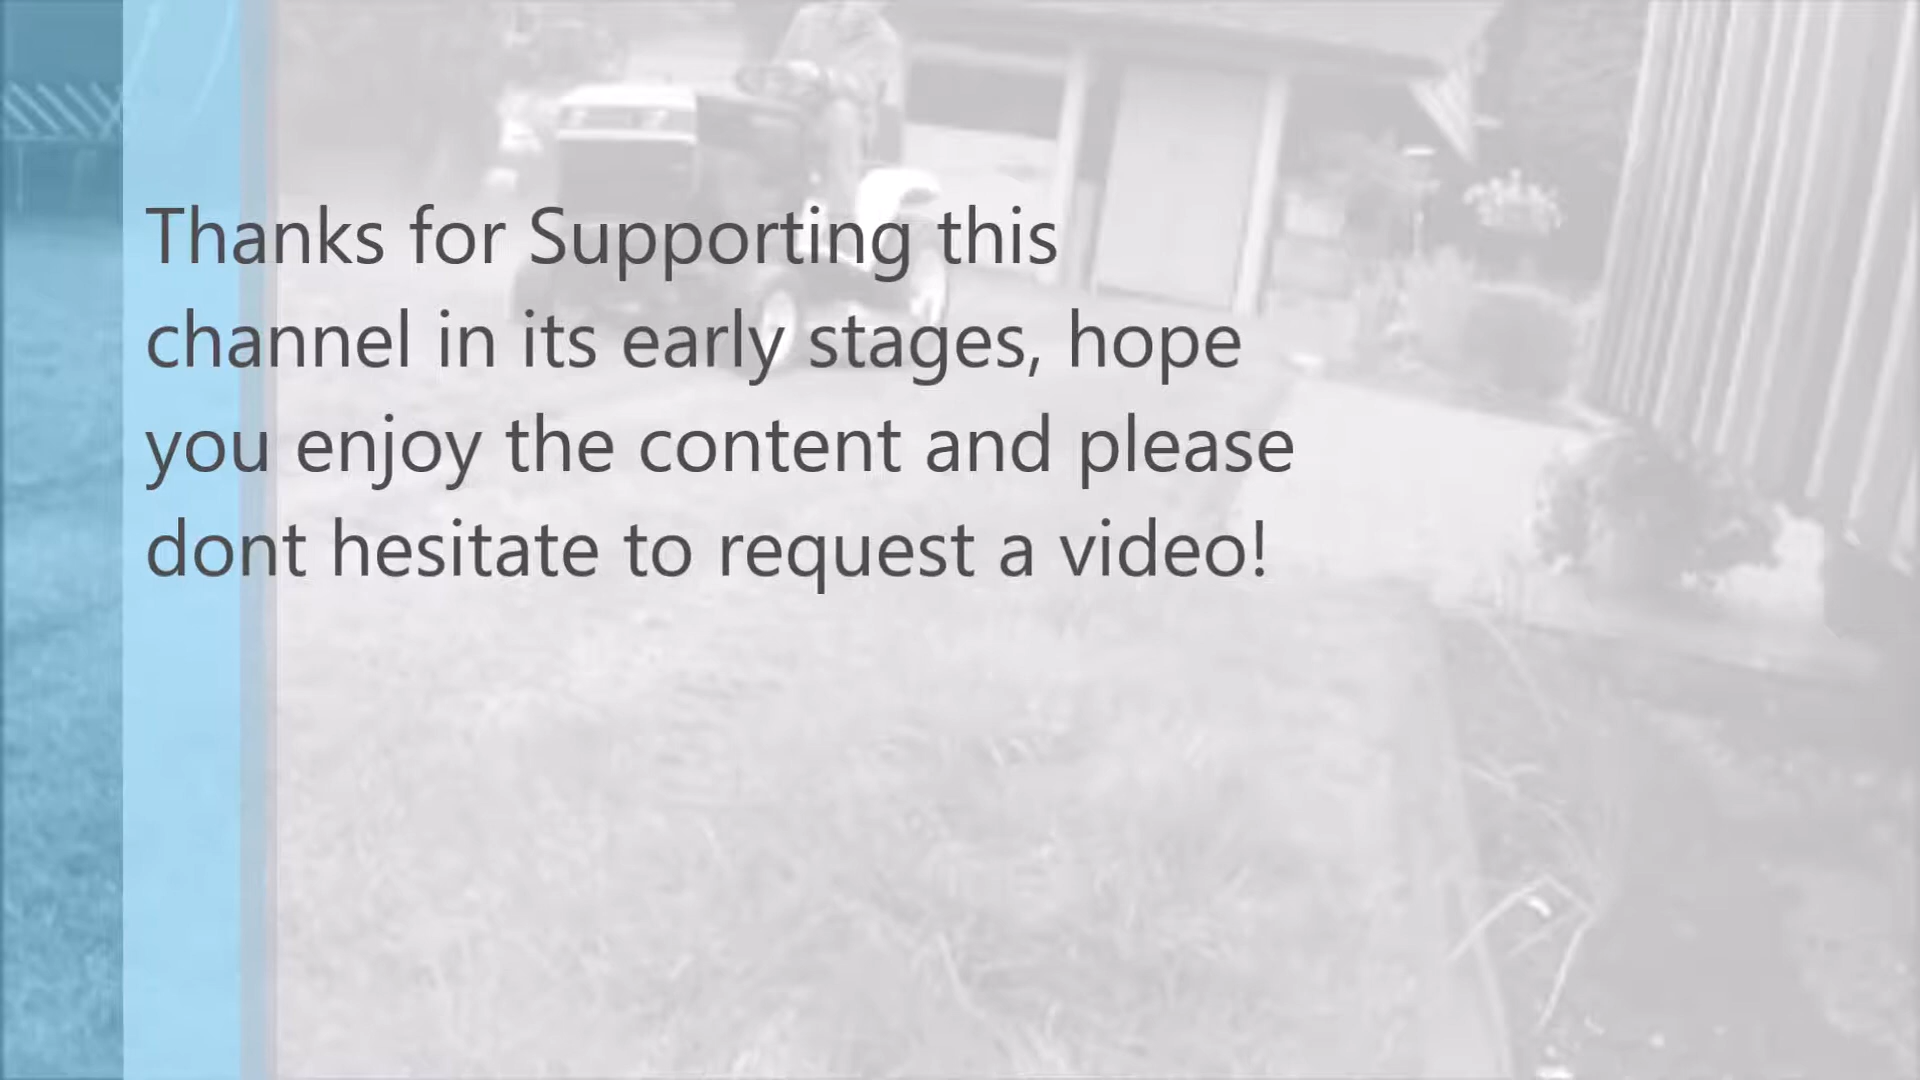 Thanks for Supporting this
channel in its early stages, hope
you enjoy the content and please
dont hesitate to request a video!